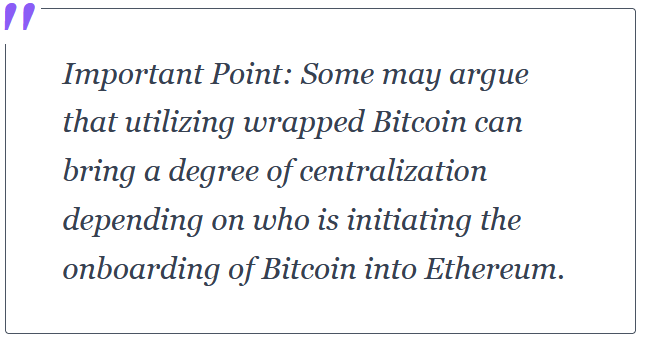 Important Point: Some may argue
that utilizing wrapped Bitcoin can
bring a degree of centralization
depending on who is initiating the
onboarding of Bitcoin into Ethereum.